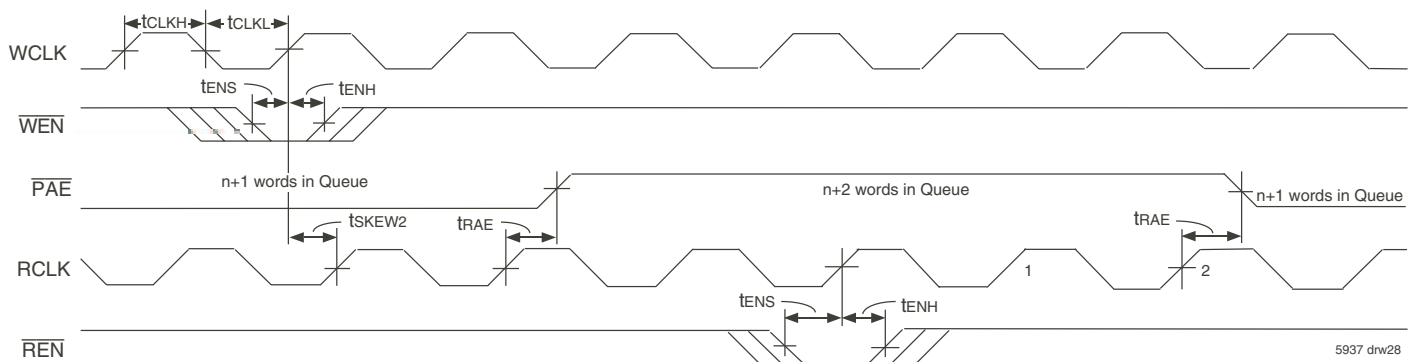 tCLKH tCLKL
WCLK
tENS tENH
WEN
PAE n+1 words in Queue n+2 words in Queue n+1 words in Queue
tSKEW2 tRAE tRAE
RCLK 1 2
tENS tENH
REN
5937 drw28